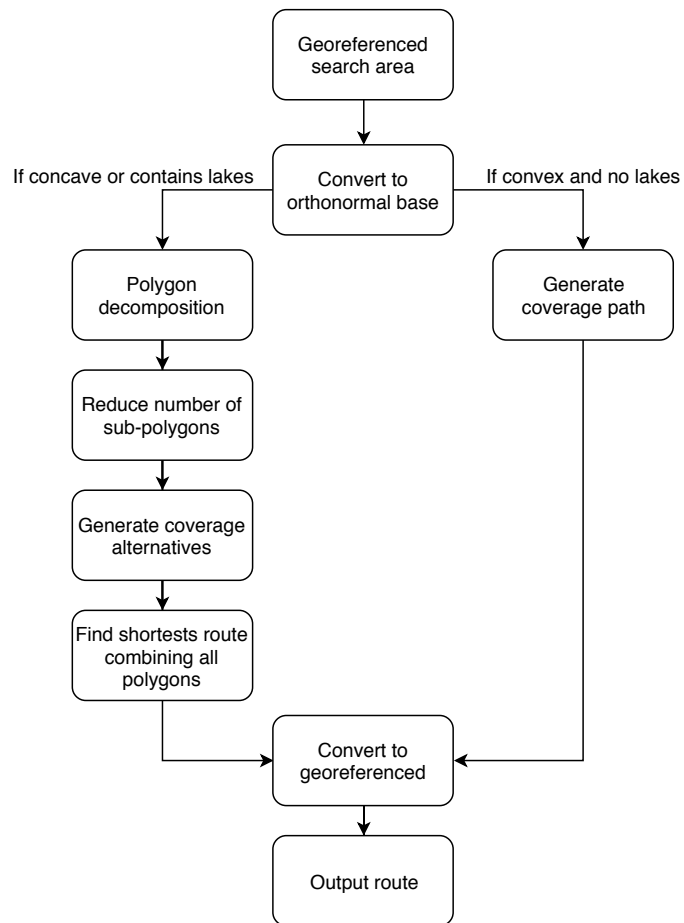 Georeferenced
search area
If concave or contains lakes
Convert to
orthonormal base
If convex and no lakes
Polygon
decomposition
Generate
coverage path
Reduce number of
sub-polygons
Generate coverage
alternatives
Find shortests route
combining all
polygons
Convert to
georeferenced
Output route